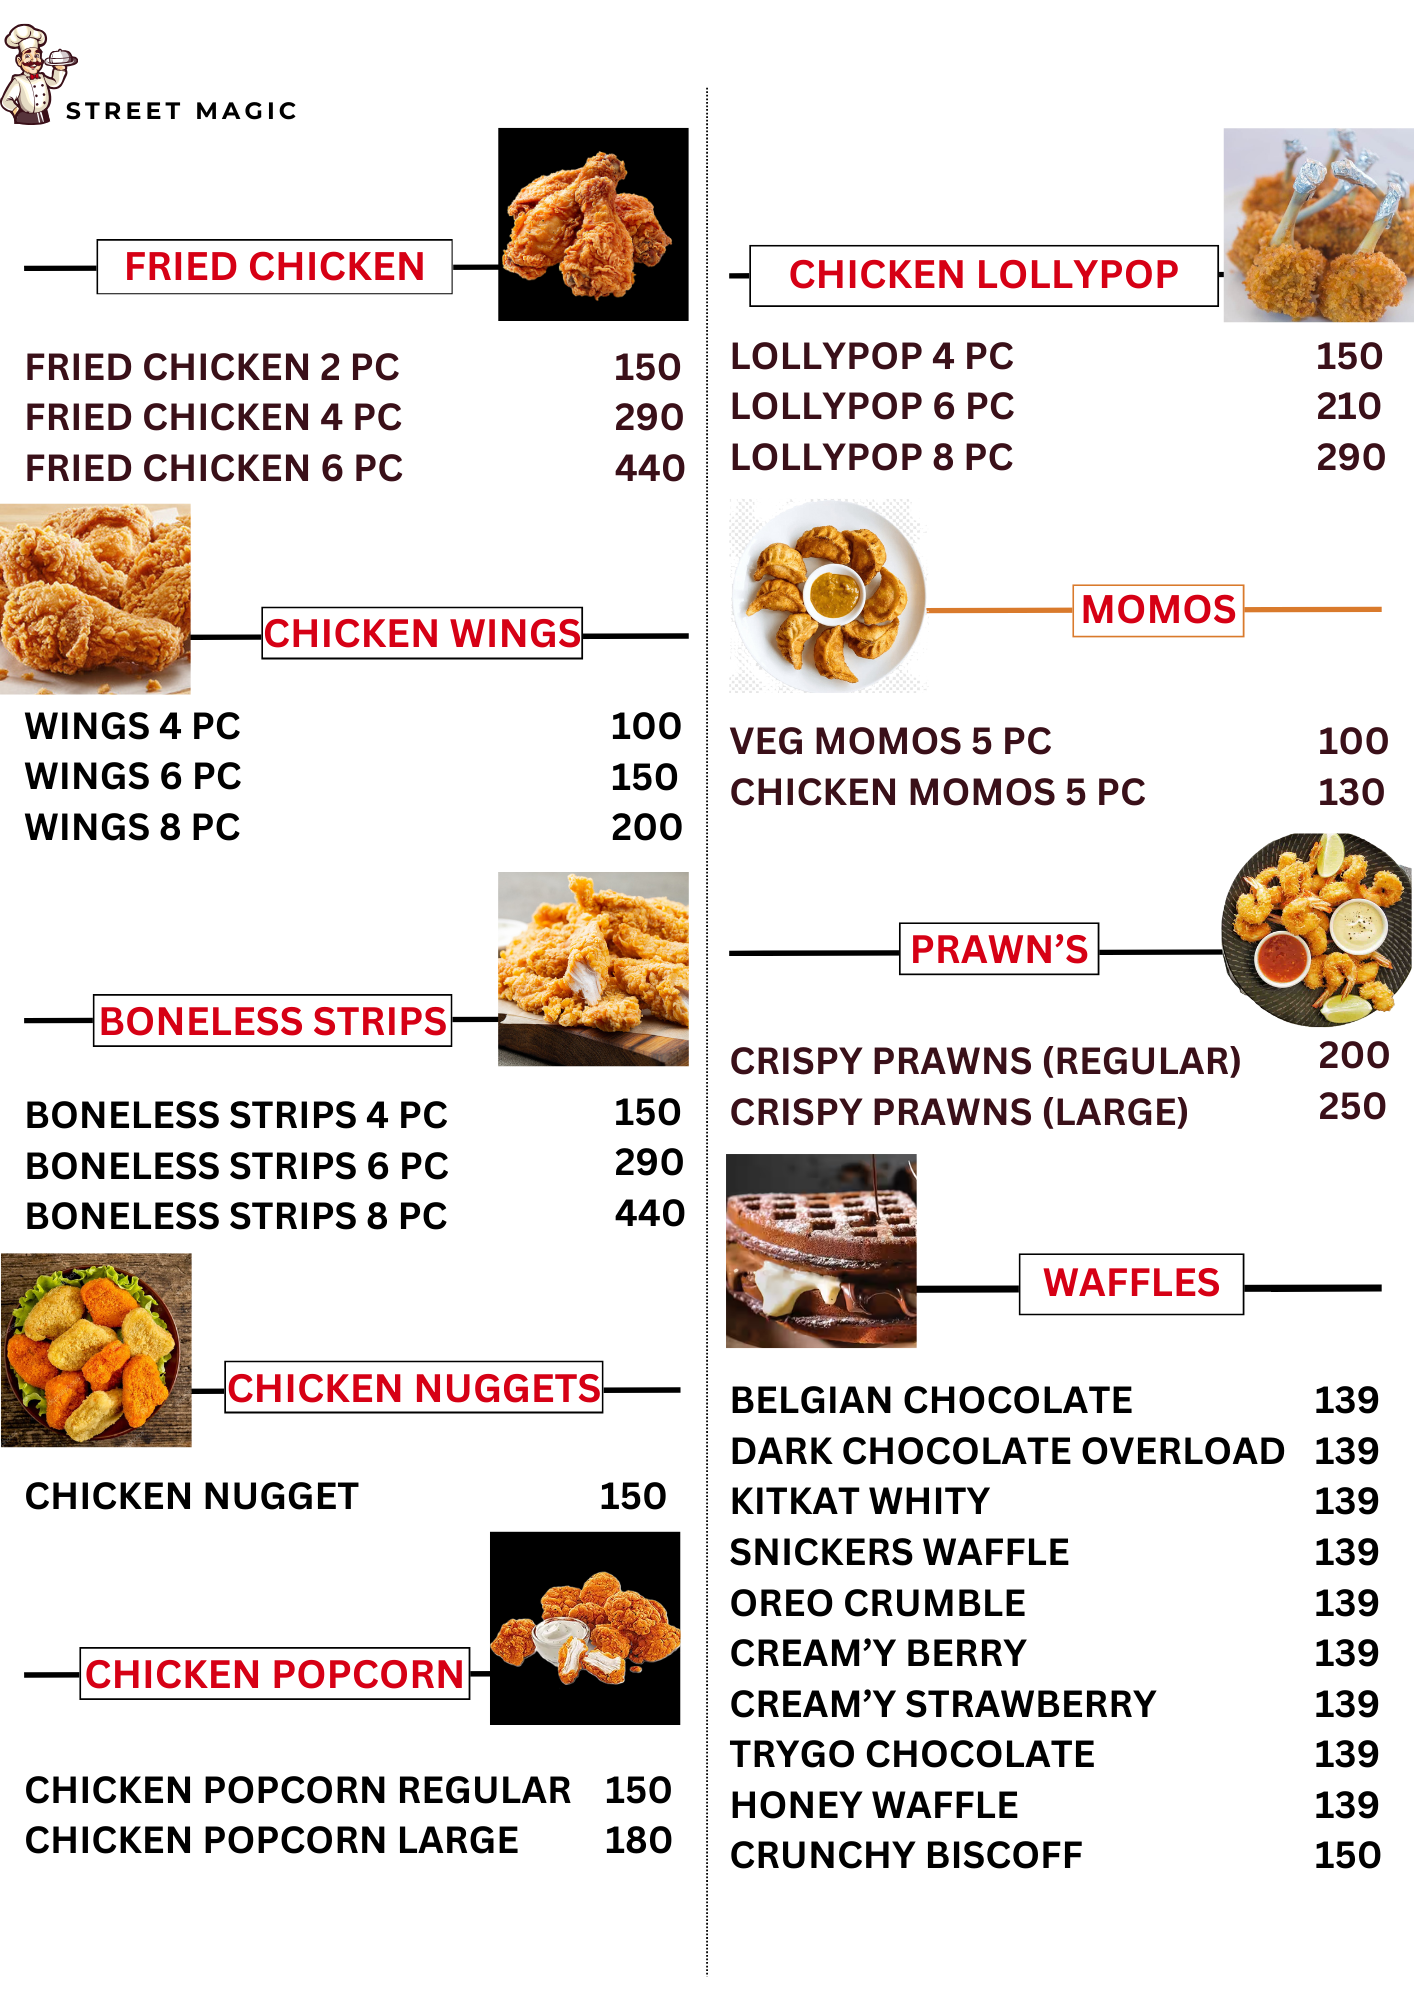 STREET MAGIC
FRIED CHICKEN
FRIED CHICKEN 2 PC 150
FRIED CHICKEN 4 PC 290
FRIED CHICKEN 6 PC 440
CHICKEN WINGS
WINGS 4 PC 100
WINGS 6 PC 150
WINGS 8 PC 200
BONELESS STRIPS
BONELESS STRIPS 4 PC 150
BONELESS STRIPS 6 PC 290
BONELESS STRIPS 8 PC 440
CHICKEN NUGGETS
CHICKEN NUGGET 150
CHICKEN POPCORN
CHICKEN POPCORN REGULAR 150
CHICKEN POPCORN LARGE 180
CHICKEN LOLLYPOP
LOLLYPOP 4 PC 150
LOLLYPOP 6 PC 210
LOLLYPOP 8 PC 290
MOMOS
VEG MOMOS 5 PC 100
CHICKEN MOMOS 5 PC 130
PRAWN’S
CRISPY PRAWNS (REGULAR) 200
CRISPY PRAWNS (LARGE) 250
WAFFLES
BELGIAN CHOCOLATE 139
DARK CHOCOLATE OVERLOAD 139
KITKAT WHITY 139
SNICKERS WAFFLE 139
OREO CRUMBLE 139
CREAM’Y BERRY 139
CREAM’Y STRAWBERRY 139
TRYGO CHOCOLATE 139
HONEY WAFFLE 139
CRUNCHY BISCOFF 150